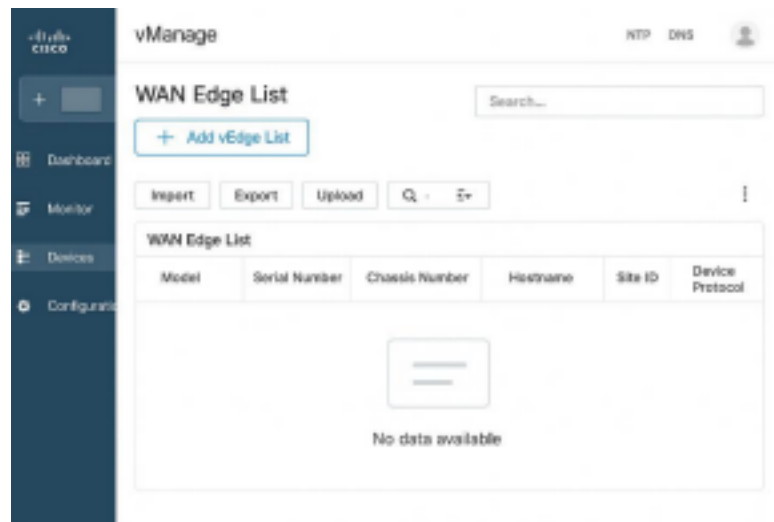 cisco
vManage
NTP DNS
WAN Edge List
Search...
+
+ Add vEdge List
Dashboard
Import Export Upload
Monitor
WAN Edge List
Devices
Model Serial Number Chassis Number Hostname Site ID Device Protocol
Configuratio
No data available